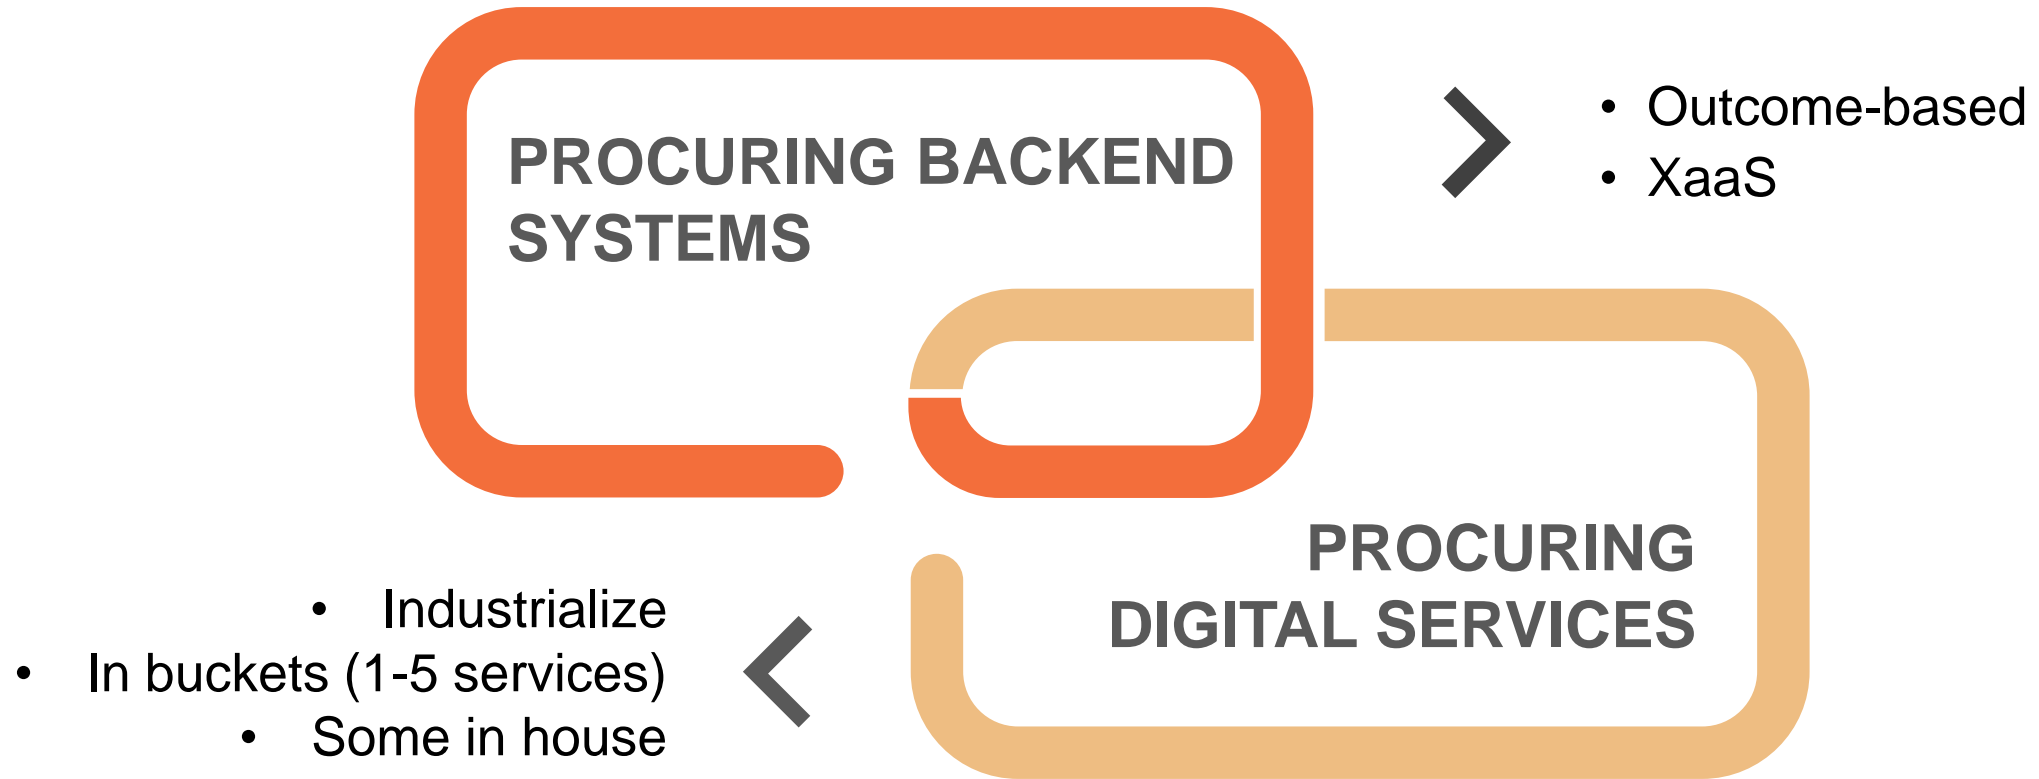 PROCURING BACKEND
SYSTEMS
• Outcome-based
• XaaS
PROCURING
DIGITAL SERVICES
• Industrialize
• In buckets (1-5 services)
• Some in house